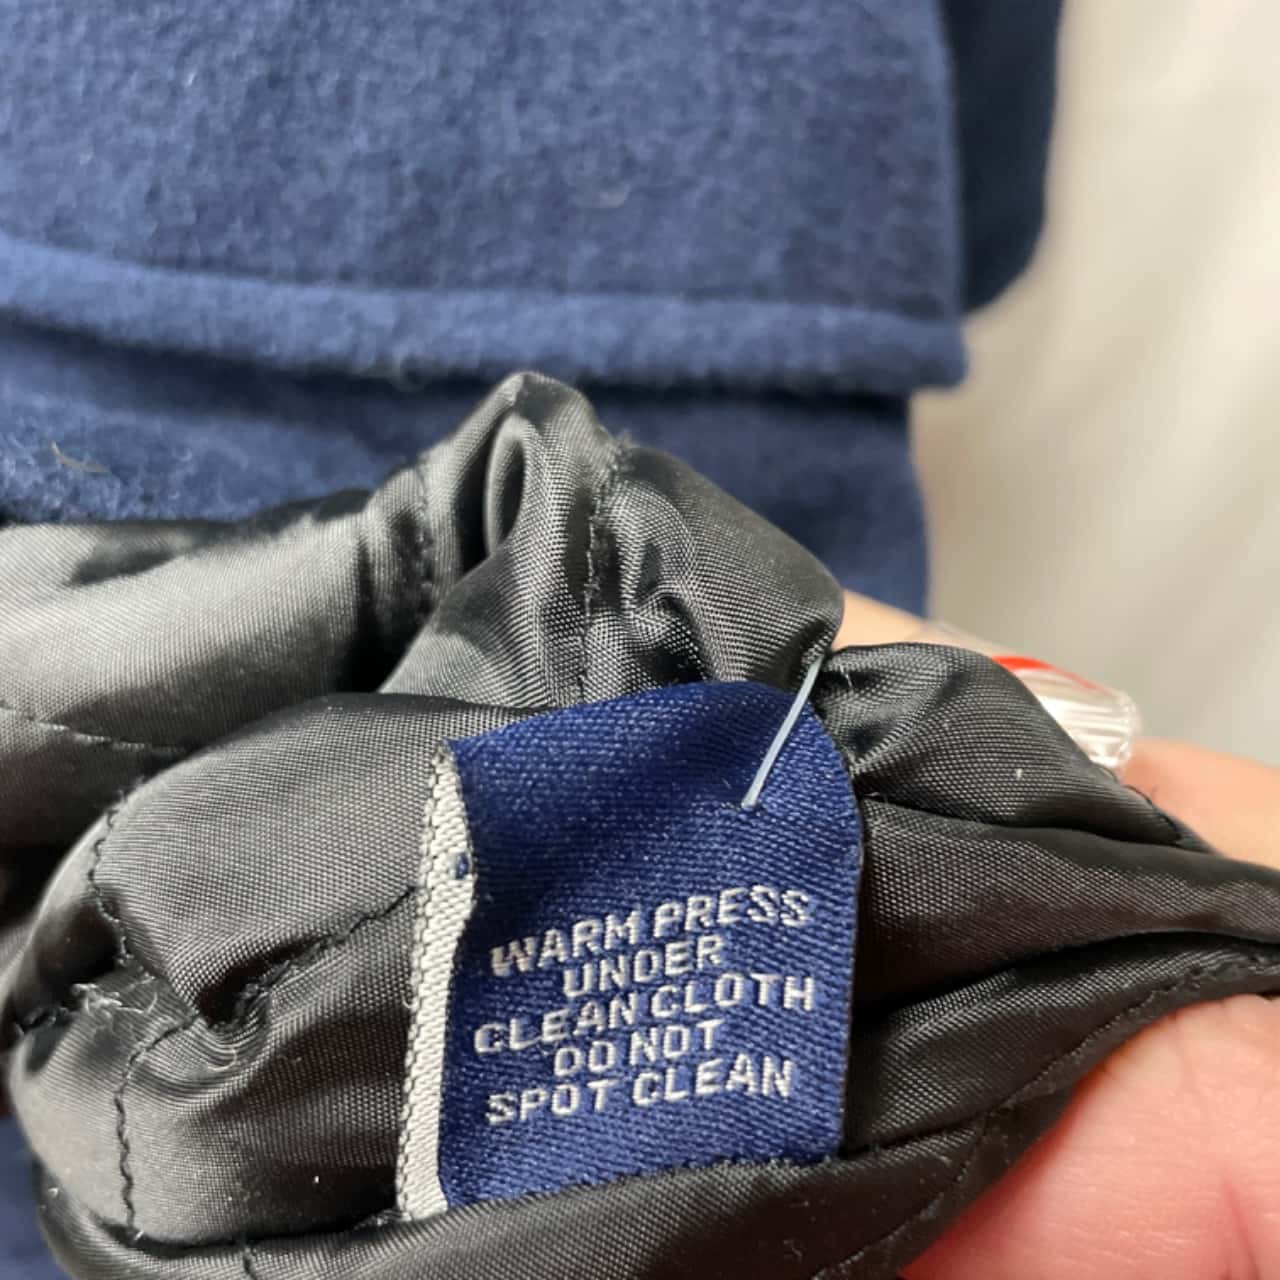 WARM PRESS
UNDER
CLEAN CLOTH
DO NOT
SPOT CLEAN